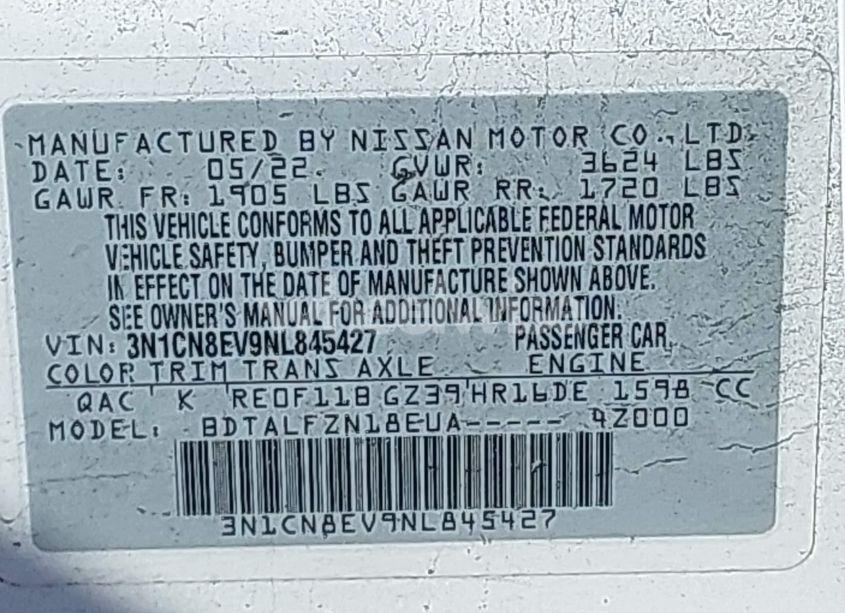 MANUFACTURED BY NISSAN MOTOR CO., LTD.
DATE: 05/22 GVWR: 3624 LBS
GAWR FR: 1905 LBS GAWR RR: 1720 LBS
THIS VEHICLE CONFORMS TO ALL APPLICABLE FEDERAL MOTOR
VEHICLE SAFETY, BUMPER AND THEFT PREVENTION STANDARDS
IN EFFECT ON THE DATE OF MANUFACTURE SHOWN ABOVE.
SEE OWNER'S MANUAL FOR ADDITIONAL INFORMATION.
VIN: 3N1CN8EV9NL845427 PASSENGER CAR
COLOR TRIM TRANS AXLE ENGINE
QAC K RE0F11B GZ39 HR16DE 1598 CC
MODEL: BDTALFZN18EUA----- 4Z000
3N1CN8EV9NL845427